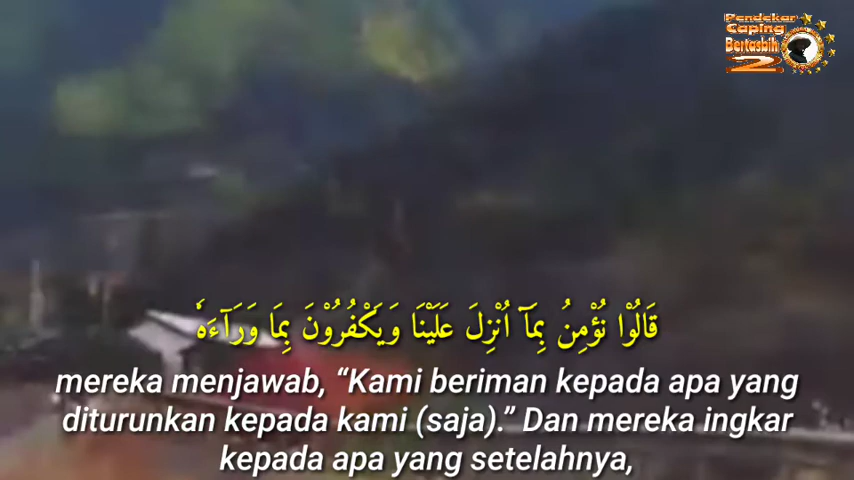 Pendekar
Caping
Bertasbih
2
قَالُوْا نُؤْمِنُ بِمَآ اُنْزِلَ عَلَيْنَا وَيَكْفُرُوْنَ بِمَا وَرَاۤءَهٗ
mereka menjawab, “Kami beriman kepada apa yang
diturunkan kepada kami (saja).” Dan mereka ingkar
kepada apa yang setelahnya,